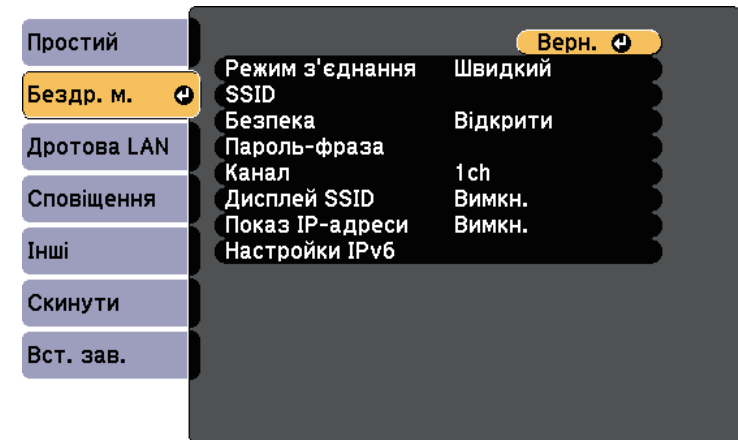 Простий
Бездр. м.
Дротова LAN
Сповіщення
Інші
Скинути
Вст. зав.
Верн.
Режим з'єднання Швидкий
SSID
Безпека Відкрити
Пароль-фраза
Канал 1ch
Дисплей SSID Вимкн.
Показ IP-адреси Вимкн.
Настройки IPv6